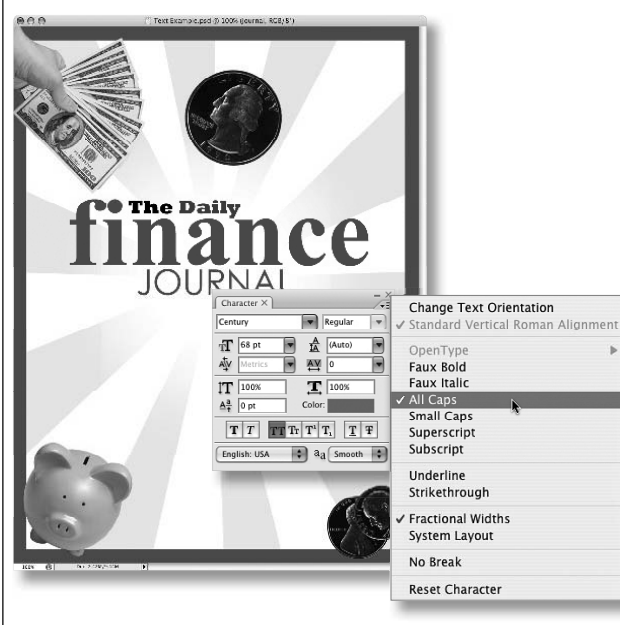 Text Example.psd @ 100% (Journal, RGB/8*)
The Daily
finance
JOURNAL
Character ×
Century
Regular
68 pt
(Auto)
Metrics
0
100%
100%
0 pt
Color:
English: USA
aa
Smooth
Change Text Orientation
✓ Standard Vertical Roman Alignment
OpenType
Faux Bold
Faux Italic
✓ All Caps
Small Caps
Superscript
Subscript
Underline
Strikethrough
✓ Fractional Widths
System Layout
No Break
Reset Character